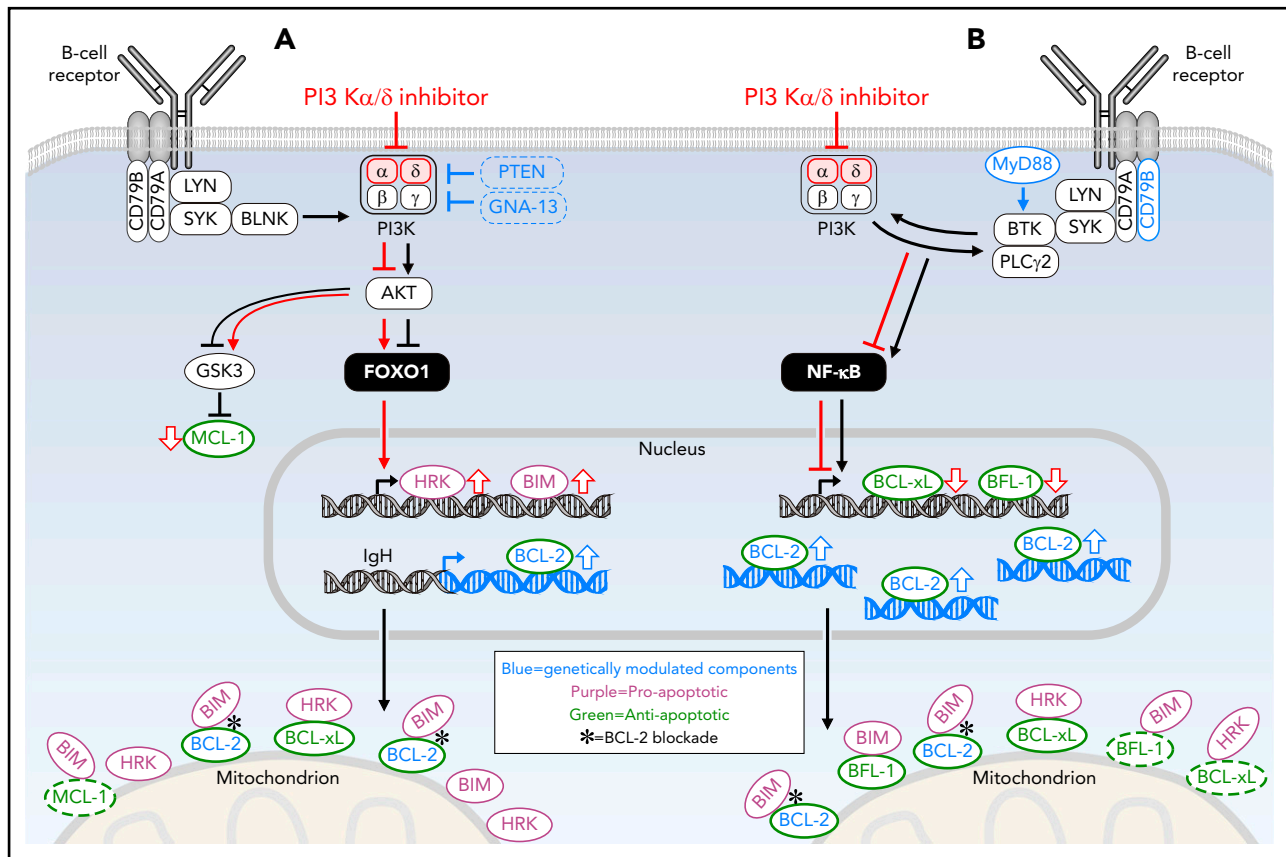 A
B
B-cell
receptor
B-cell
receptor
PI3 Kα/δ inhibitor
PI3 Kα/δ inhibitor
CD79B
CD79A
LYN
SYK
BLNK
α
δ
β
γ
PI3K
PTEN
GNA-13
AKT
GSK3
MCL-1
FOXO1
α
δ
β
γ
PI3K
MyD88
BTK
PLCγ2
LYN
SYK
CD79A
CD79B
NF-κB
Nucleus
HRK
BIM
IgH
BCL-2
BCL-xL
BFL-1
BCL-2
BCL-2
BCL-2
Blue=genetically modulated components
Purple=Pro-apoptotic
Green=Anti-apoptotic
*=BCL-2 blockade
BIM
MCL-1
HRK
BIM
*
BCL-2
HRK
BCL-xL
BIM
*
BCL-2
BIM
HRK
Mitochondrion
BIM
*
BCL-2
BIM
BFL-1
BIM
*
BCL-2
HRK
BCL-xL
BIM
BFL-1
HRK
BCL-xL
Mitochondrion